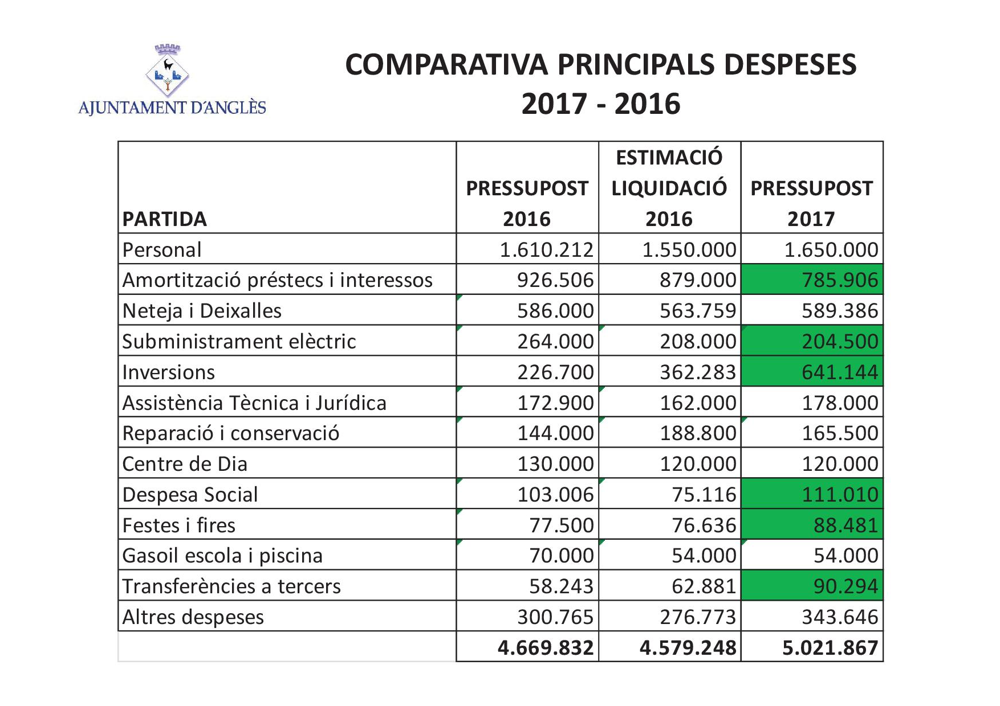 AJUNTAMENT D´ANGLÈS
COMPARATIVA PRINCIPALS DESPESES
2017 - 2016
PARTIDA PRESSUPOST 2016 ESTIMACIÓ LIQUIDACIÓ 2016 PRESSUPOST 2017
Personal 1.610.212 1.550.000 1.650.000
Amortització préstecs i interessos 926.506 879.000 785.906
Neteja i Deixalles 586.000 563.759 589.386
Subministrament elèctric 264.000 208.000 204.500
Inversions 226.700 362.283 641.144
Assistència Tècnica i Jurídica 172.900 162.000 178.000
Reparació i conservació 144.000 188.800 165.500
Centre de Dia 130.000 120.000 120.000
Despesa Social 103.006 75.116 111.010
Festes i fires 77.500 76.636 88.481
Gasoil escola i piscina 70.000 54.000 54.000
Transferències a tercers 58.243 62.881 90.294
Altres despeses 300.765 276.773 343.646
4.669.832 4.579.248 5.021.867